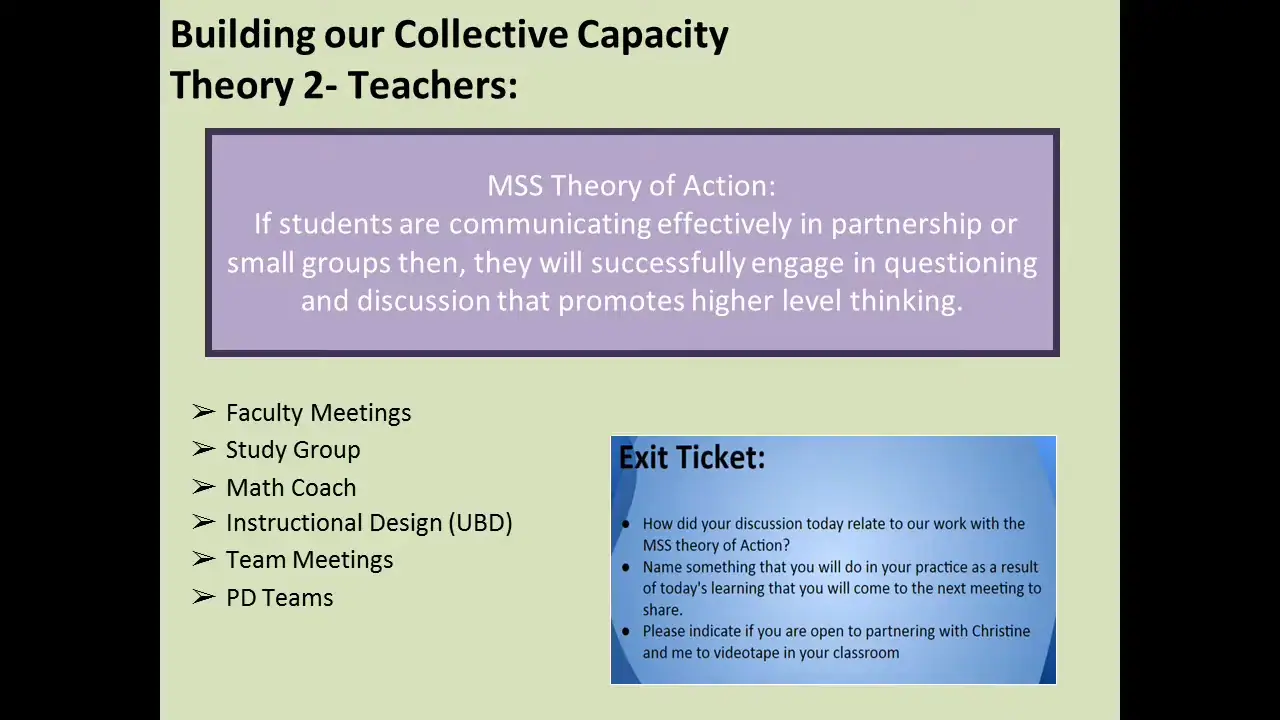 Building our Collective Capacity
Theory 2- Teachers:
MSS Theory of Action:
If students are communicating effectively in partnership or
small groups then, they will successfully engage in questioning
and discussion that promotes higher level thinking.
➢ Faculty Meetings
➢ Study Group
➢ Math Coach
➢ Instructional Design (UBD)
➢ Team Meetings
➢ PD Teams
Exit Ticket:
● How did your discussion today relate to our work with the
MSS theory of Action?
● Name something that you will do in your practice as a result
of today's learning that you will come to the next meeting to
share.
● Please indicate if you are open to partnering with Christine
and me to videotape in your classroom